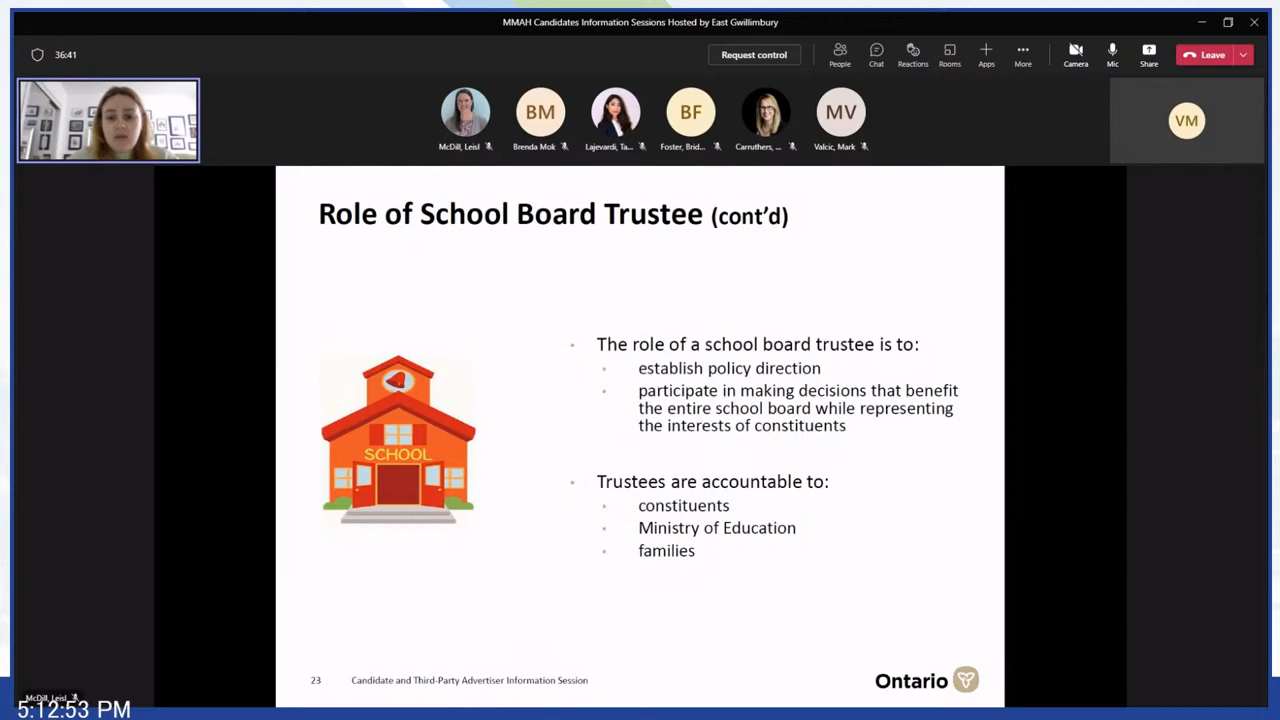 MMAH Candidates Information Sessions Hosted by East Gwillimbury
36:41
Request control
People
Chat
Reactions
Rooms
Apps
More
Camera
Mic
Share
Leave
BM
BF
MV
VM
McDill, Leisl
Brenda Mok
Lajevardi, Ta...
Foster, Brid...
Carruthers, ...
Valcic, Mark
Role of School Board Trustee (cont’d)
• The role of a school board trustee is to:
• establish policy direction
• participate in making decisions that benefit
the entire school board while representing
the interests of constituents
SCHOOL
• Trustees are accountable to:
• constituents
• Ministry of Education
• families
23
Candidate and Third-Party Advertiser Information Session
Ontario
McDill, Leisl
5:12:53 PM